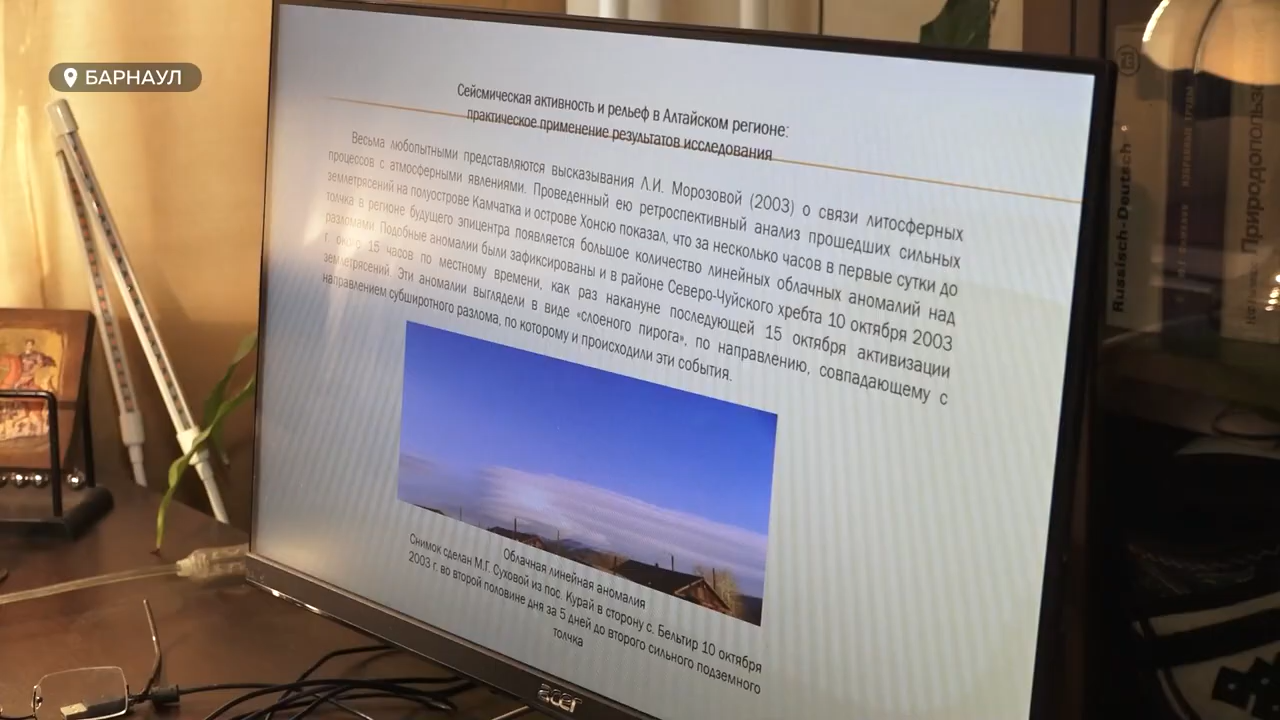 БАРНАУЛ
Сейсмическая активность и рельеф в Алтайском регионе:
практическое применение результатов исследования
Весьма любопытными представляются высказывания Л.И. Морозовой (2003) о связи литосферных
процессов с атмосферными явлениями. Проведенный ею ретроспективный анализ прошедших сильных
землетрясений на полуострове Камчатка и острове Хонсю показал, что за несколько часов в первые сутки до
толчка в регионе будущего эпицентра появляется большое количество линейных облачных аномалий над
разломами. Подобные аномалии были зафиксированы и в районе Северо-Чуйского хребта 10 октября 2003
г. около 15 часов по местному времени, как раз накануне последующей 15 октября активизации
землетрясений. Эти аномалии выглядели в виде «слоеного пирога», по направлению, совпадающему с
направлением субширотного разлома, по которому и происходили эти события.
Облачная линейная аномалия
Снимок сделан М.Г. Суховой из пос. Курай в сторону с. Бельтир 10 октября
2003 г. во второй половине дня за 5 дней до второго сильного подземного
толчка
acer
Russisch-Deutsch
Природопольз